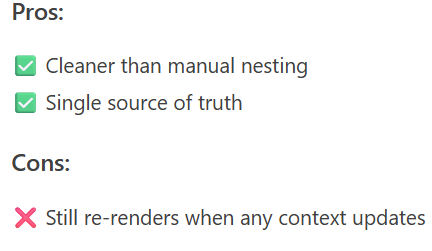 Pros:
✅ Cleaner than manual nesting
✅ Single source of truth
Cons:
❌ Still re-renders when any context updates